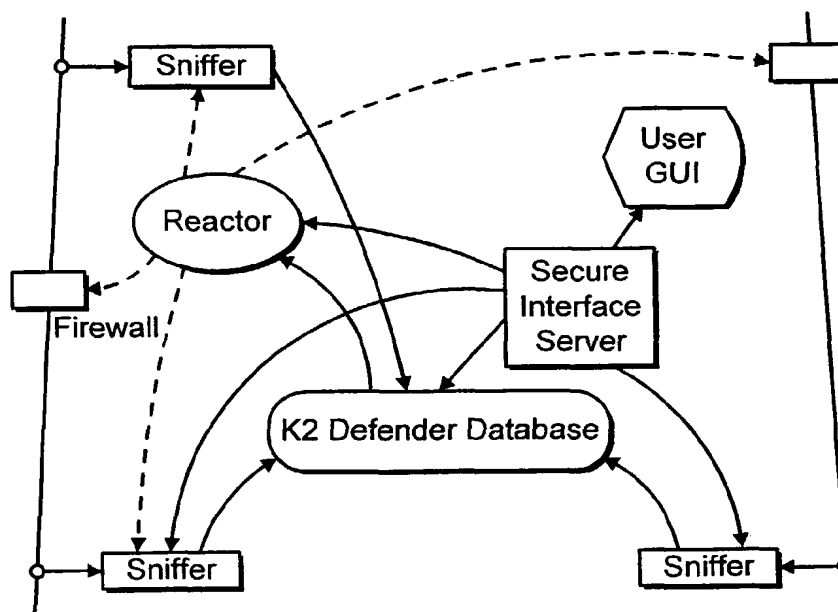 Sniffer
User
GUI
Reactor
Secure
Interface
Server
Firewall
K2 Defender Database
Sniffer
Sniffer